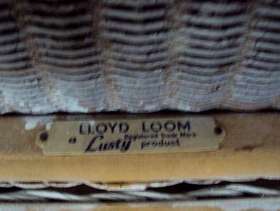 LLOYD LOOM
Registered Trade Mark
a Lusty product